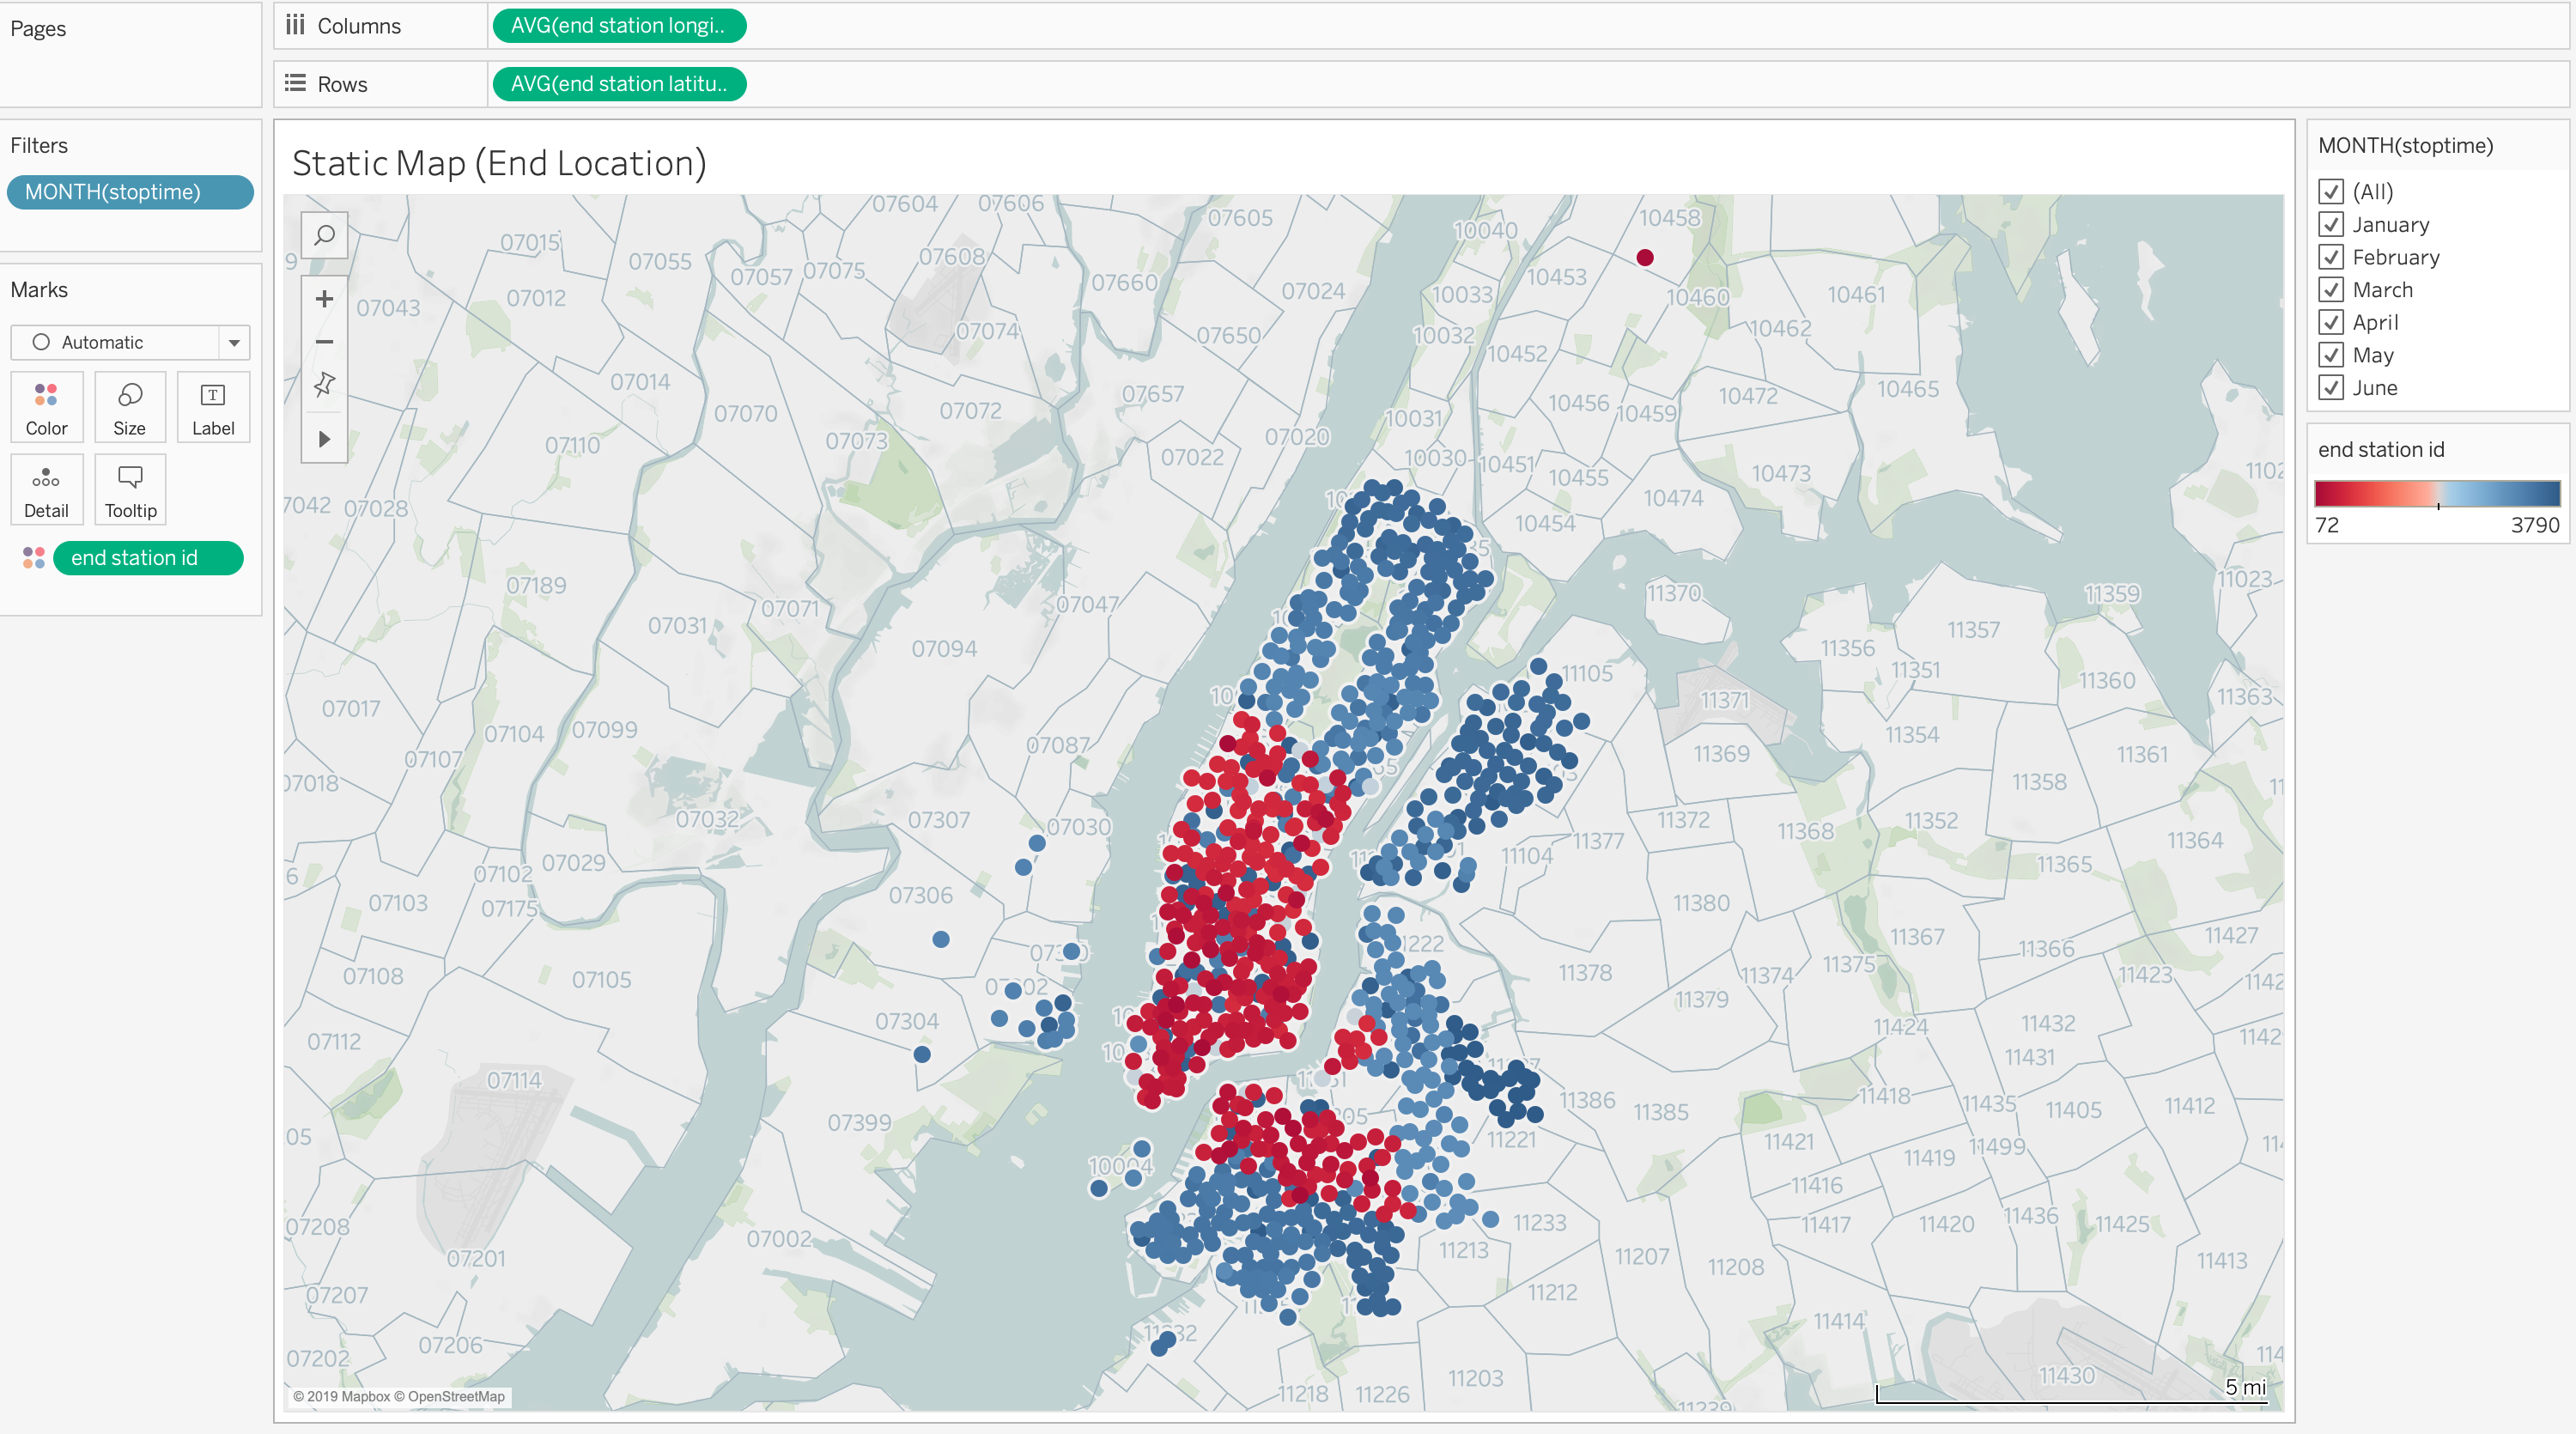 Pages
Columns
AVG(end station longi..
Rows
AVG(end station latitu..
Filters
MONTH(stoptime)
Marks
Automatic
Color
Size
Label
Detail
Tooltip
end station id
Static Map (End Location)
07604 07606 07605 10040 10458
07015 07055 07057 07075 07608 07660 07024 10453
07043 07012 10033 10460 10461
07074 07650 10032 10462
10452
07014 07070 07072 07657 10456 10459 10472 10465
07110 07073 07020 10031
07022 10030 10451 10455 10473
07028 10474
10454
07189 07071 07047 11370 11359 11023
07031 07094 11356 11357
11105 11351 11360 11363
07017 07104 07099 07087 11371 11354 11361
07107 11369 11358
07018
07032 07307 07030 11372 11368 11352 11364
11377
07029 11104 11365
07102 07306
07103 07175 11380
11367 11366 11427
07108 07105 11378 11374 11375 11423
11379
07304 11424 11432
07112 11431
07114 11386 11385 11418 11435 11405 11412
07399 11221 11421 11499
11419
10004 11416
07208 11233 11417 11420 11436 11425
07002 11213 11207 11208 11413
07201
07207 11212
11414
07206
07202 11203 11430
11218 11226
© 2019 Mapbox © OpenStreetMap
5 mi
MONTH(stoptime)
(All)
January
February
March
April
May
June
end station id
72 3790